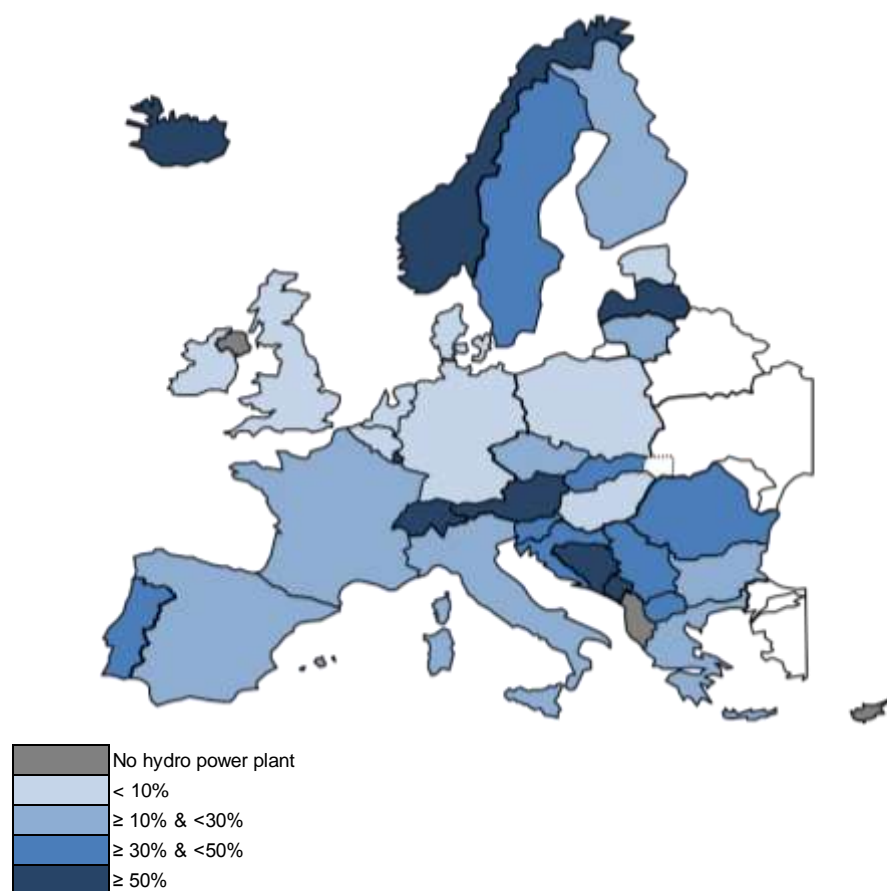 No hydro power plant
< 10%
≥ 10% & <30%
≥ 30% & <50%
≥ 50%